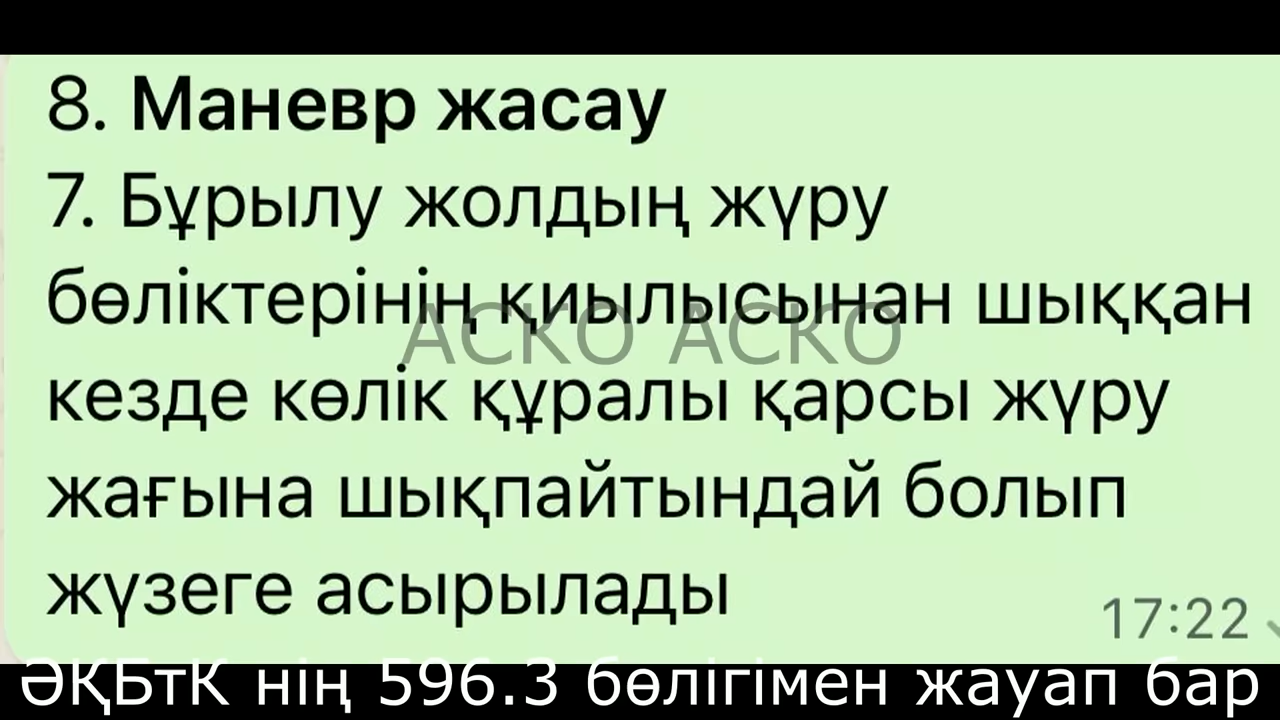 8. Маневр жасау
7. Бұрылу жолдың жүру
бөліктерінің қиылысынан шыққан
АСКО АСКО
кезде көлік құралы қарсы жүру
жағына шықпайтындай болып
жүзеге асырылады
17:22
ӘҚБтК нің 596.3 бөлігімен жауап бар